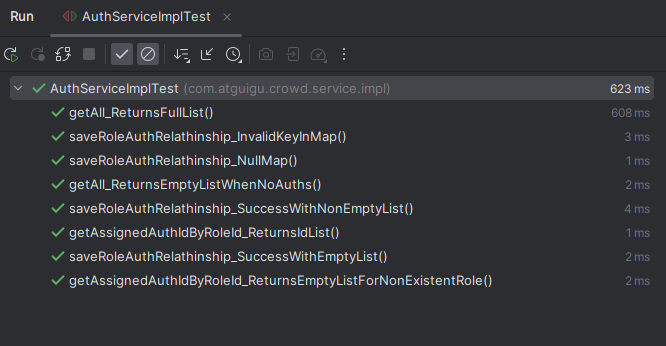 Run AuthServiceImplTest ×
AuthServiceImplTest (com.atguigu.crowd.service.impl) 623 ms
getAll_ReturnsFullList() 608 ms
saveRoleAuthRelathinship_InvalidKeyInMap() 3 ms
saveRoleAuthRelathinship_NullMap() 1 ms
getAll_ReturnsEmptyListWhenNoAuths() 2 ms
saveRoleAuthRelathinship_SuccessWithNonEmptyList() 4 ms
getAssignedAuthIdByRoleId_ReturnsIdList() 1 ms
saveRoleAuthRelathinship_SuccessWithEmptyList() 2 ms
getAssignedAuthIdByRoleId_ReturnsEmptyListForNonExistentRole() 2 ms